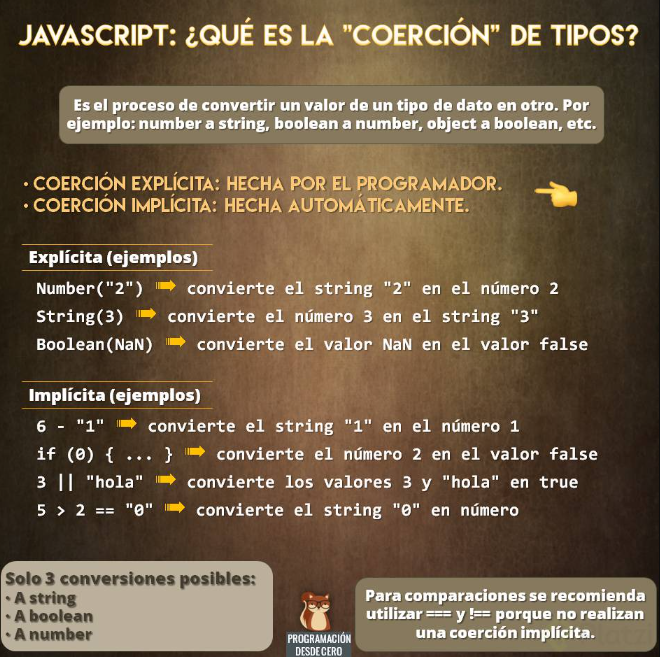 JAVASCRIPT: ¿QUÉ ES LA "COERCIÓN" DE TIPOS?
Es el proceso de convertir un valor de un tipo de dato en otro. Por
ejemplo: number a string, boolean a number, object a boolean, etc.
• COERCIÓN EXPLÍCITA: HECHA POR EL PROGRAMADOR.
• COERCIÓN IMPLÍCITA: HECHA AUTOMÁTICAMENTE.
Explícita (ejemplos)
Number("2") ➡ convierte el string "2" en el número 2
String(3) ➡ convierte el número 3 en el string "3"
Boolean(NaN) ➡ convierte el valor NaN en el valor false
Implícita (ejemplos)
6 - "1" ➡ convierte el string "1" en el número 1
if (0) { ... } ➡ convierte el número 2 en el valor false
3 || "hola" ➡ convierte los valores 3 y "hola" en true
5 > 2 == "0" ➡ convierte el string "0" en número
Solo 3 conversiones posibles:
• A string
• A boolean
• A number
PROGRAMACIÓN
DESDE CERO
Para comparaciones se recomienda
utilizar === y !== porque no realizan
una coerción implícita.